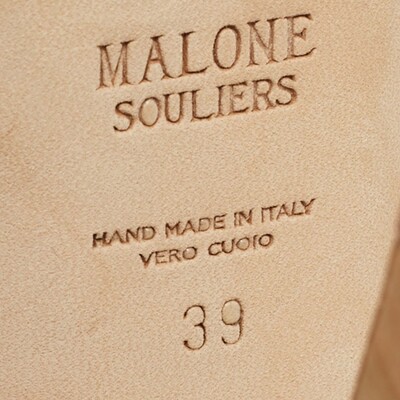 MALONE
SOULIERS
HAND MADE IN ITALY
VERO CUOIO
39